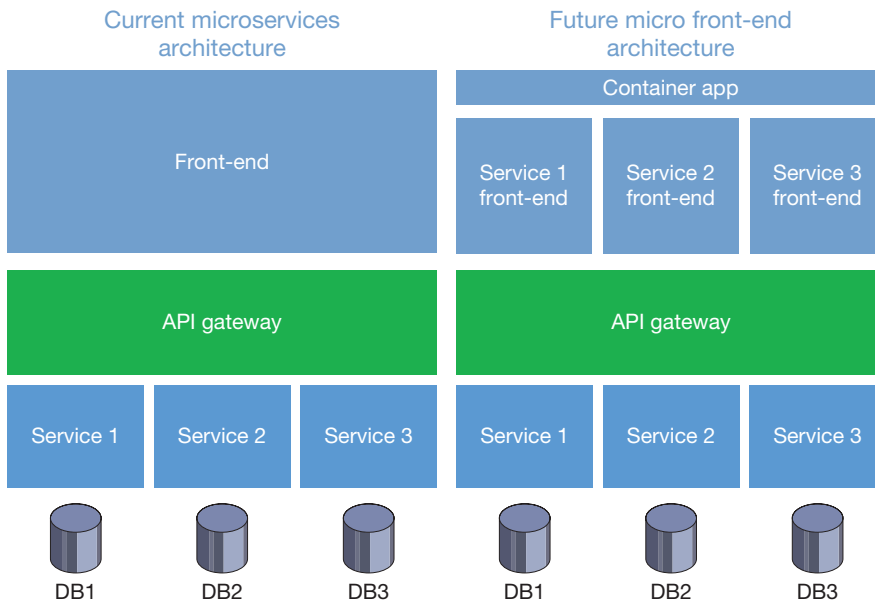 Current microservices
architecture
Front-end
API gateway
Service 1
Service 2
Service 3
DB1
DB2
DB3
Future micro front-end
architecture
Container app
Service 1
front-end
Service 2
front-end
Service 3
front-end
API gateway
Service 1
Service 2
Service 3
DB1
DB2
DB3